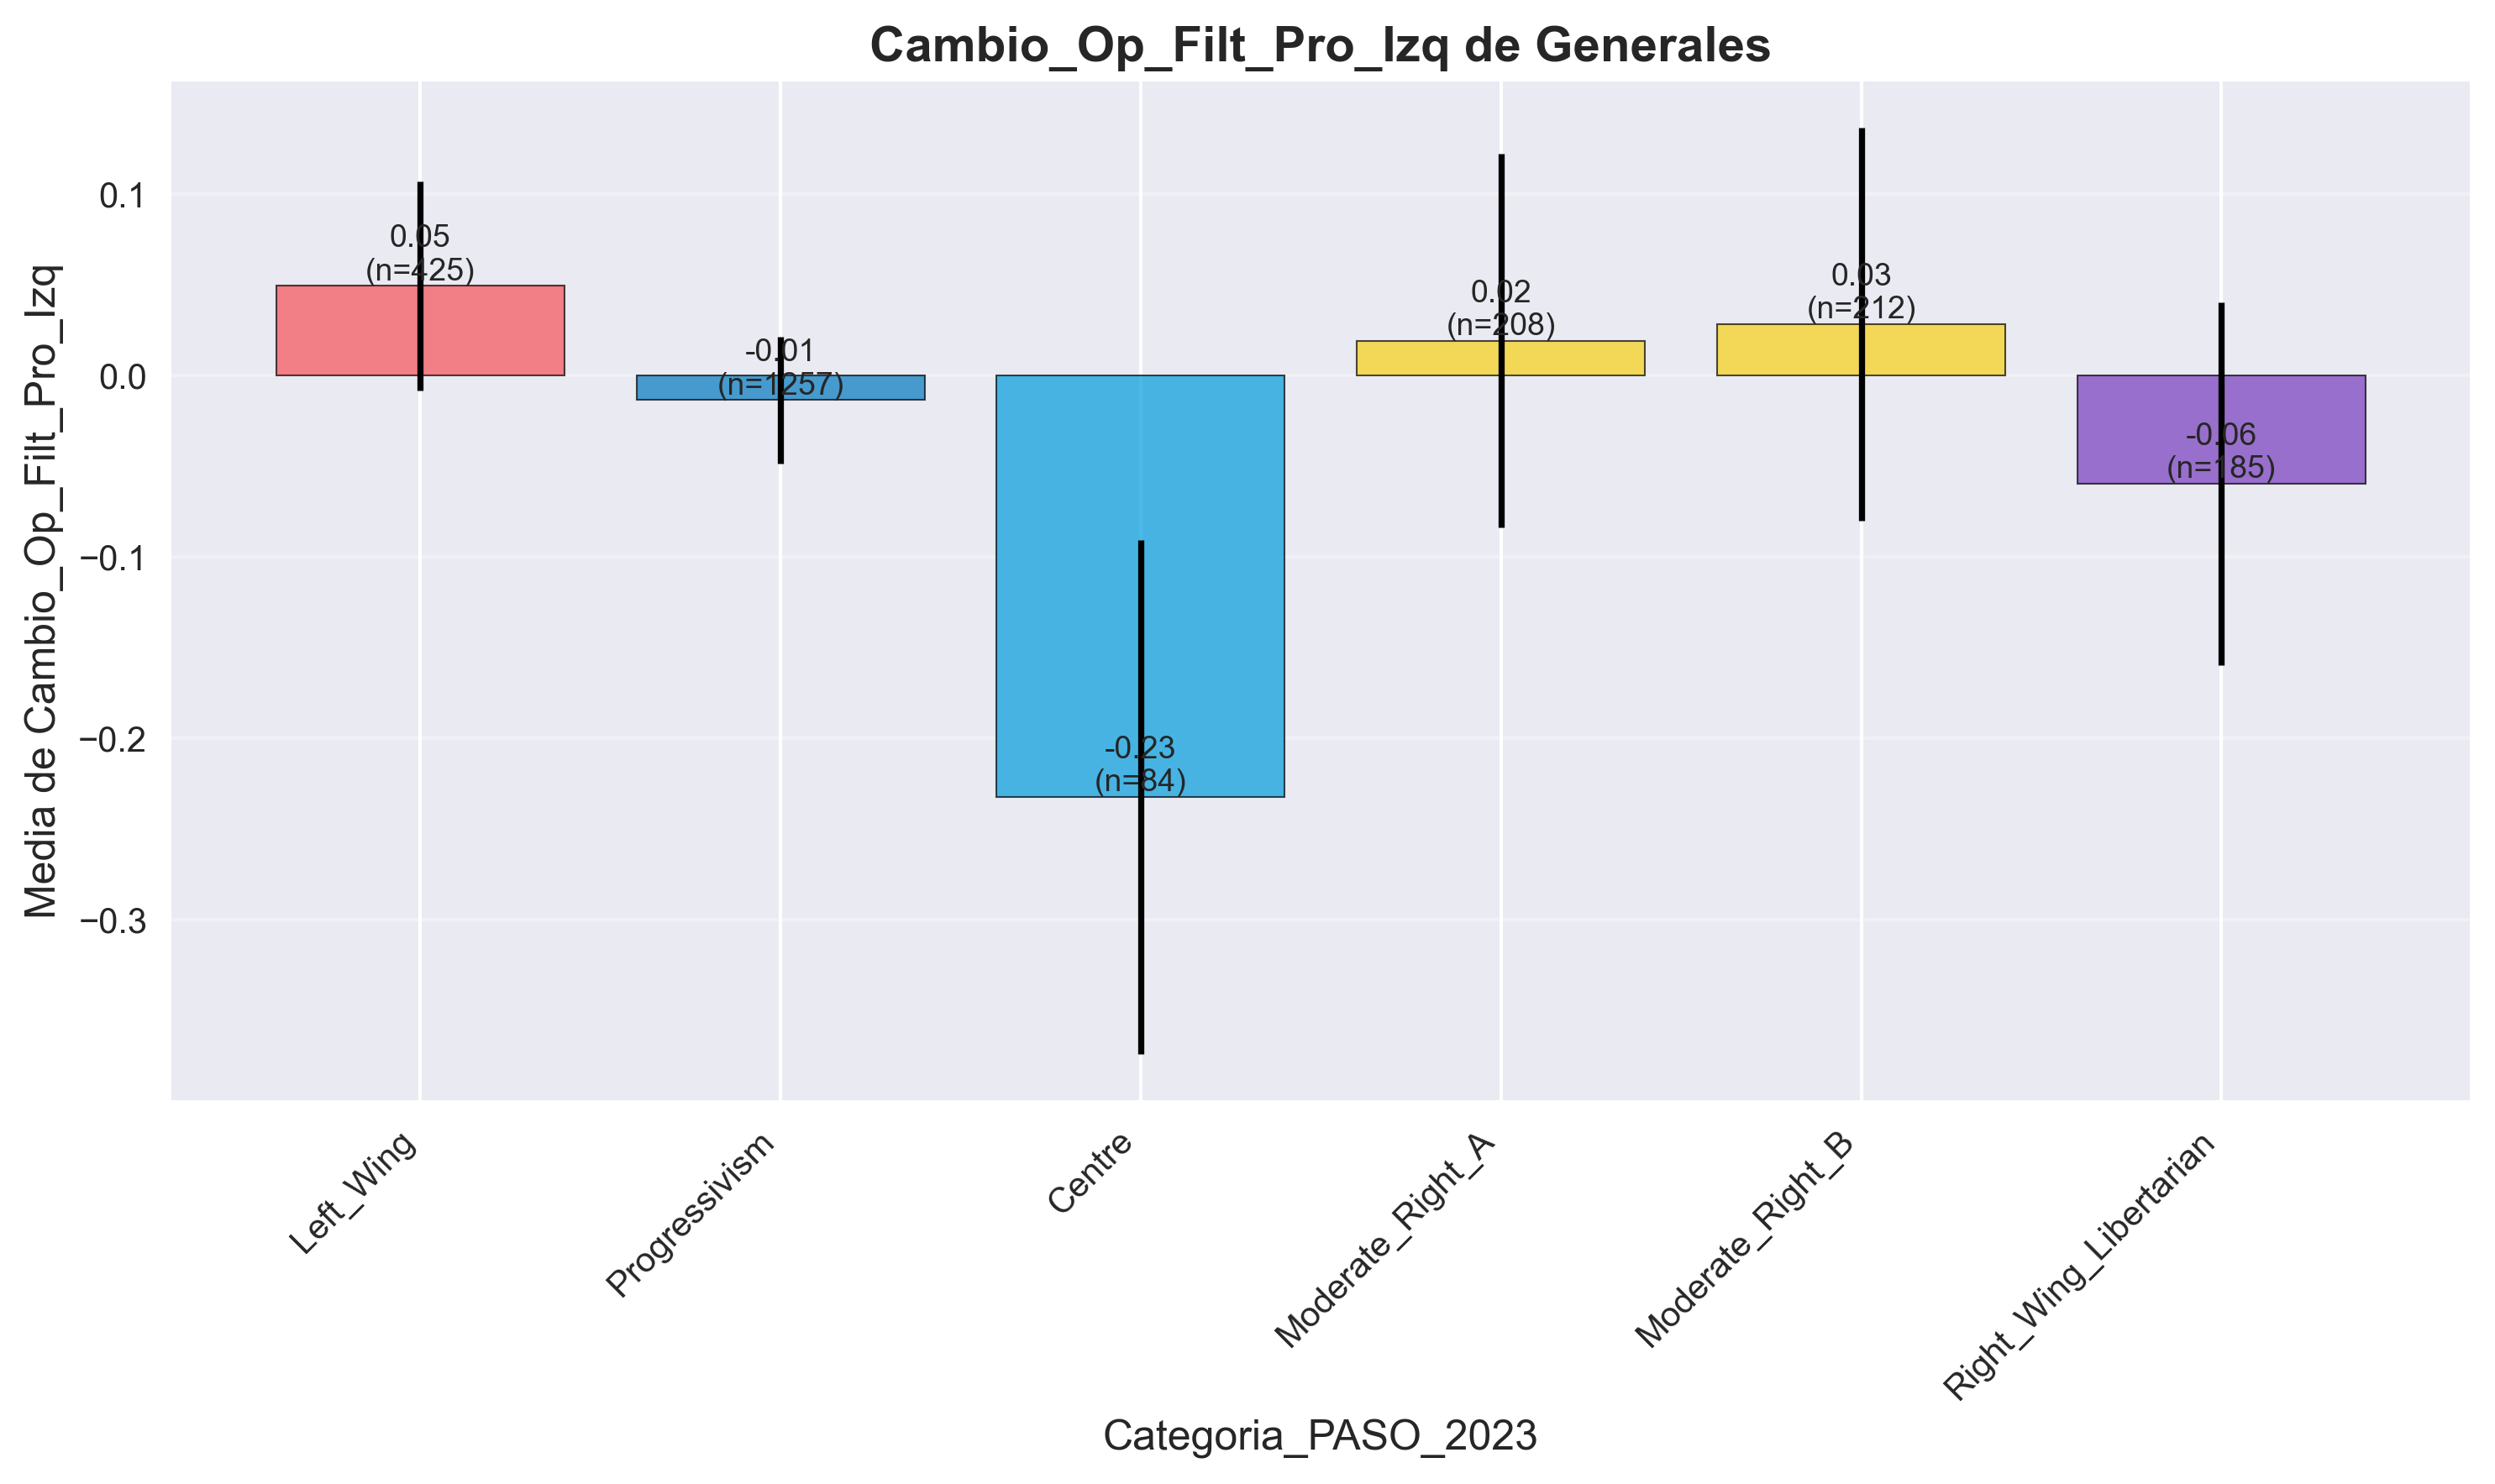 Cambio_Op_Filt_Pro_Izq de Generales
Media de Cambio_Op_Filt_Pro_Izq
0.1
0.0
−0.1
−0.2
−0.3
0.05
(n=425)
-0.01
(n=1257)
-0.23
(n=84)
0.02
(n=208)
0.03
(n=212)
-0.06
(n=185)
Left_Wing
Progressivism
Centre
Moderate_Right_A
Moderate_Right_B
Right_Wing_Libertarian
Categoria_PASO_2023